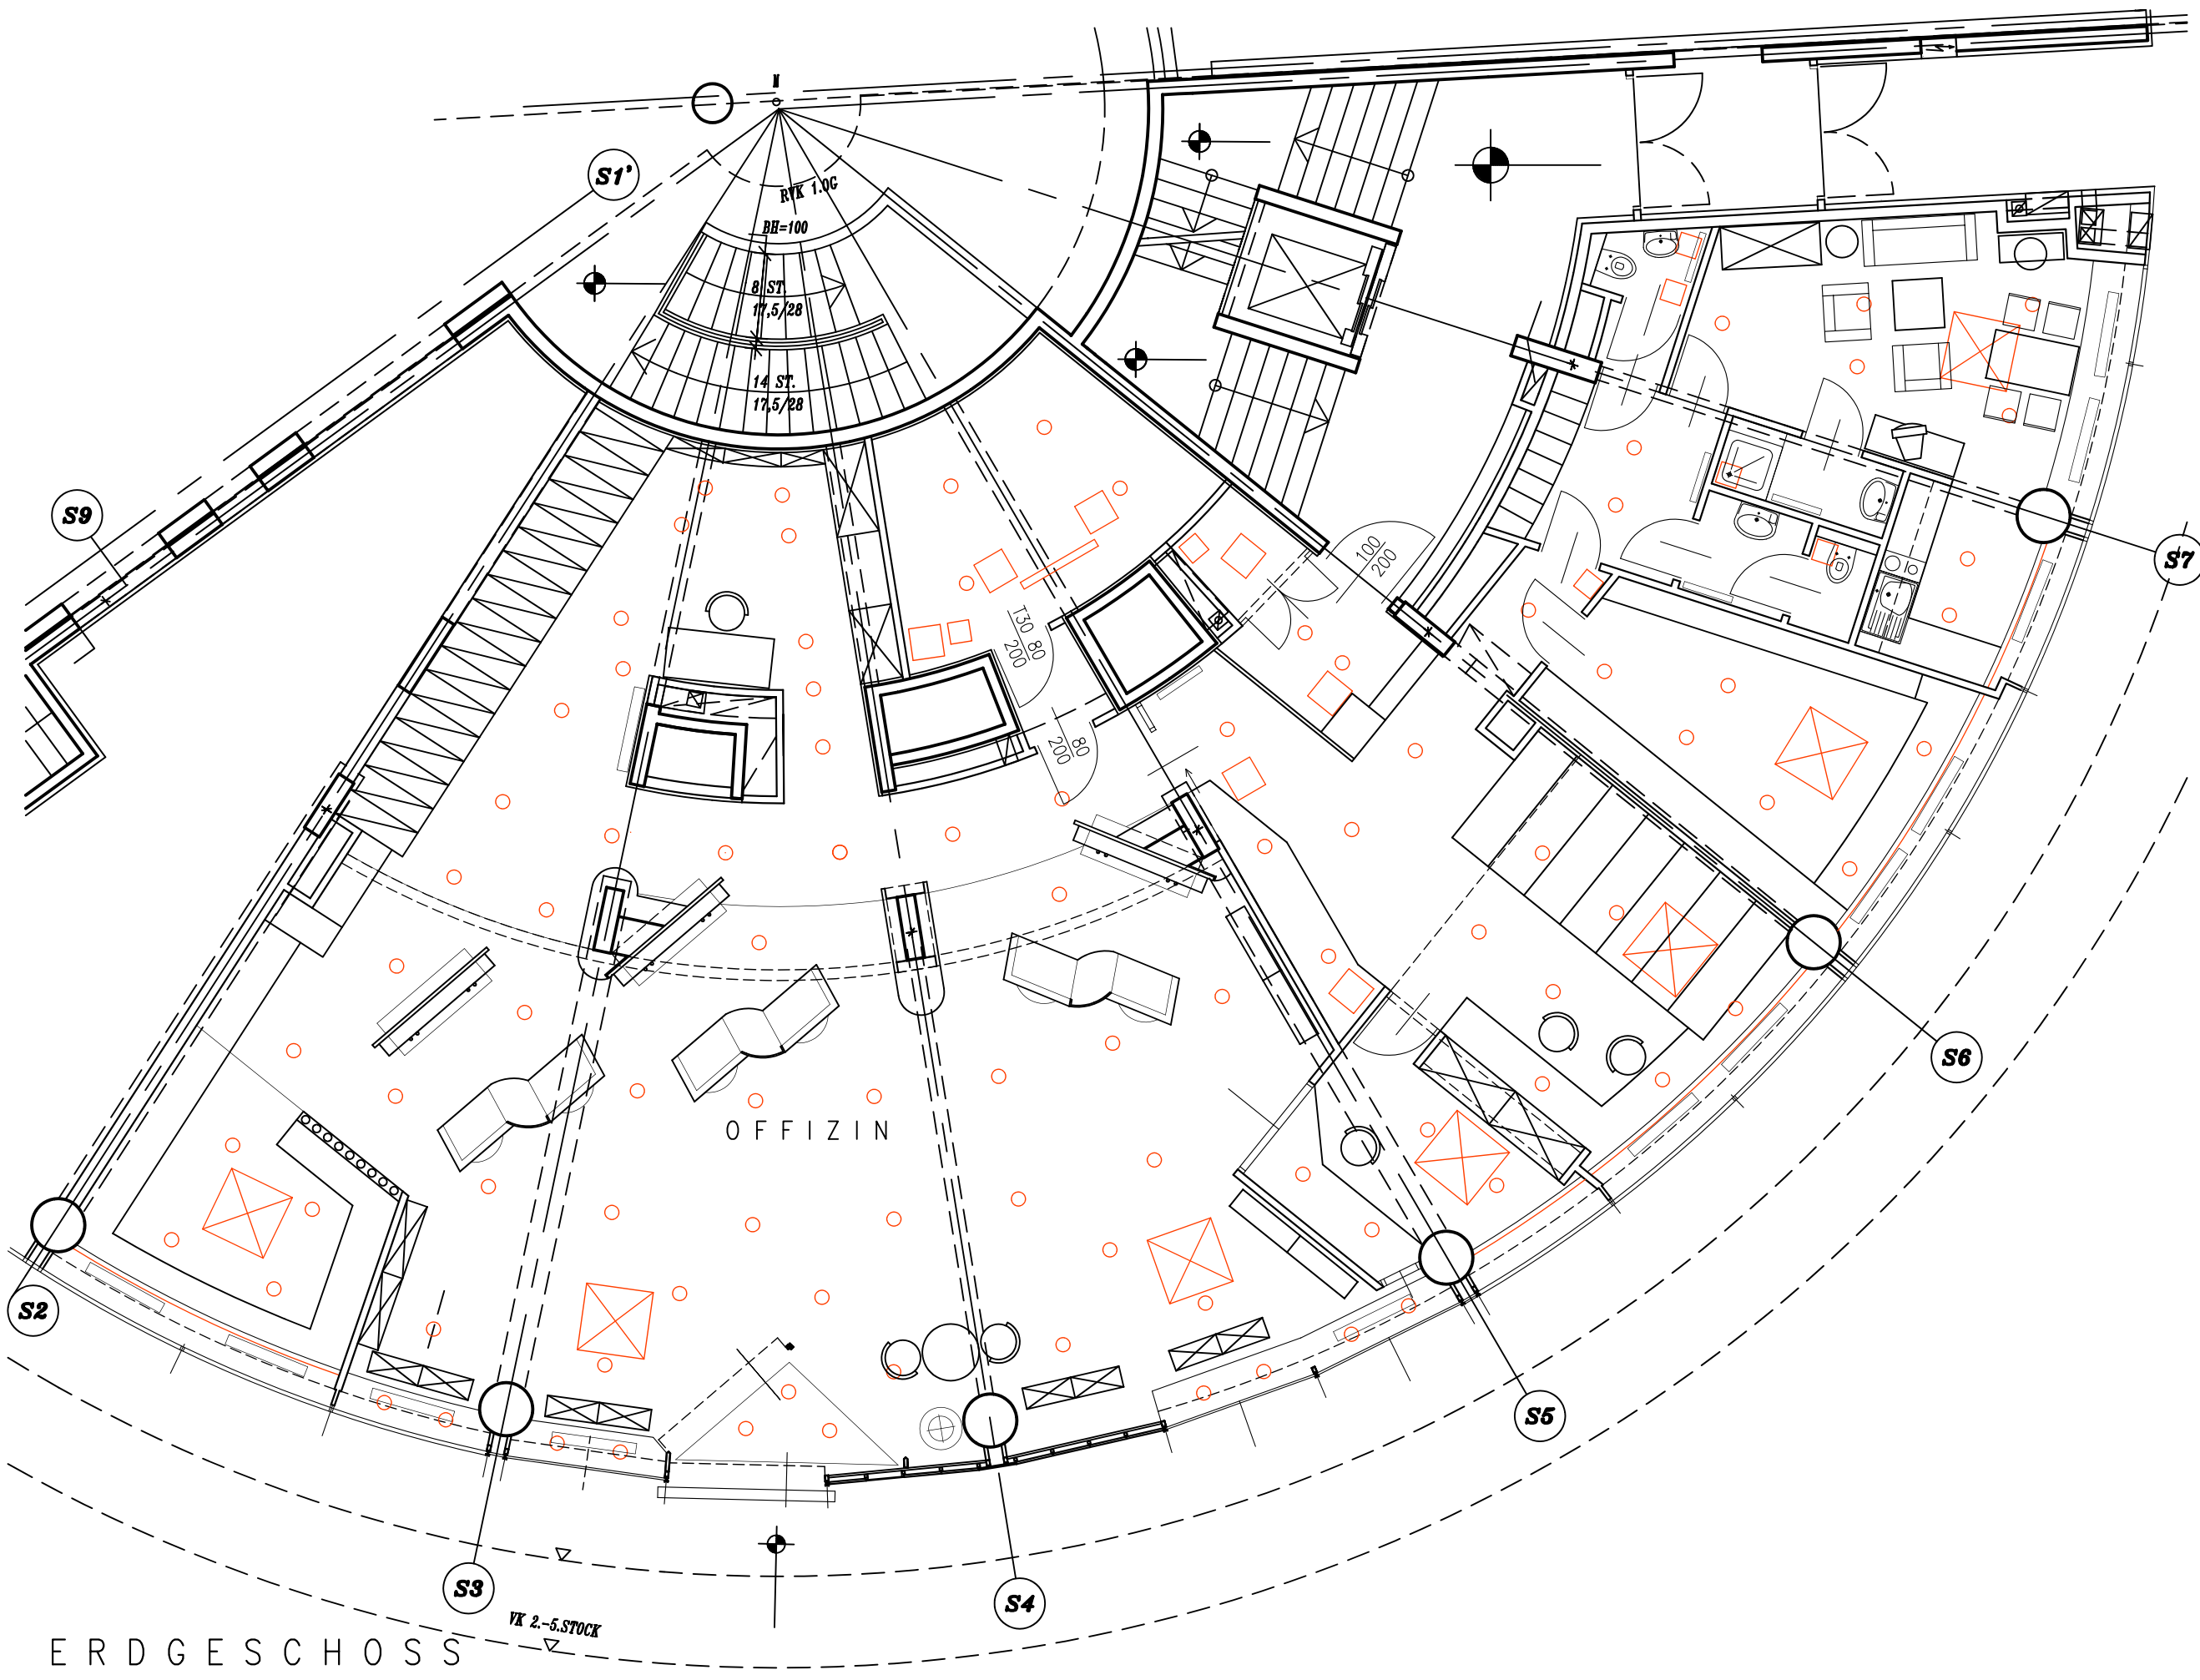 M
S1'
RVK 1.OG
BH=100
8 ST.
17,5/28
14 ST.
17,5/28
S9
100
200
S7
T30 80
200
80
200
S6
OFFIZIN
S2
S5
S3
S4
VK 2.-5.STOCK
ERDGESCHOSS